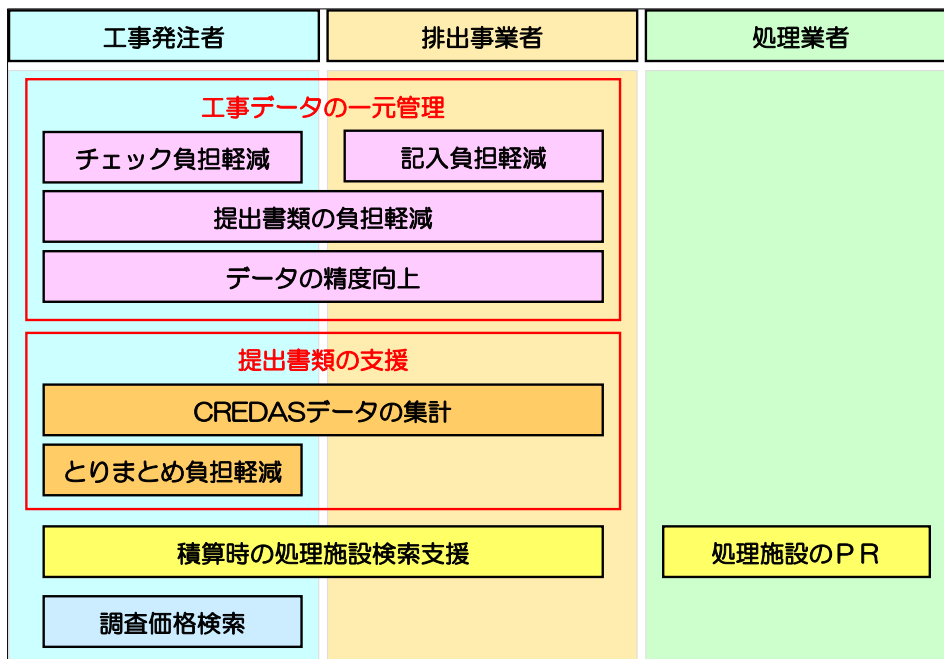 工事発注者
排出事業者
処理業者
工事データの一元管理
チェック負担軽減
記入負担軽減
提出書類の負担軽減
データの精度向上
提出書類の支援
CREDASデータの集計
とりまとめ負担軽減
積算時の処理施設検索支援
処理施設のＰＲ
調査価格検索